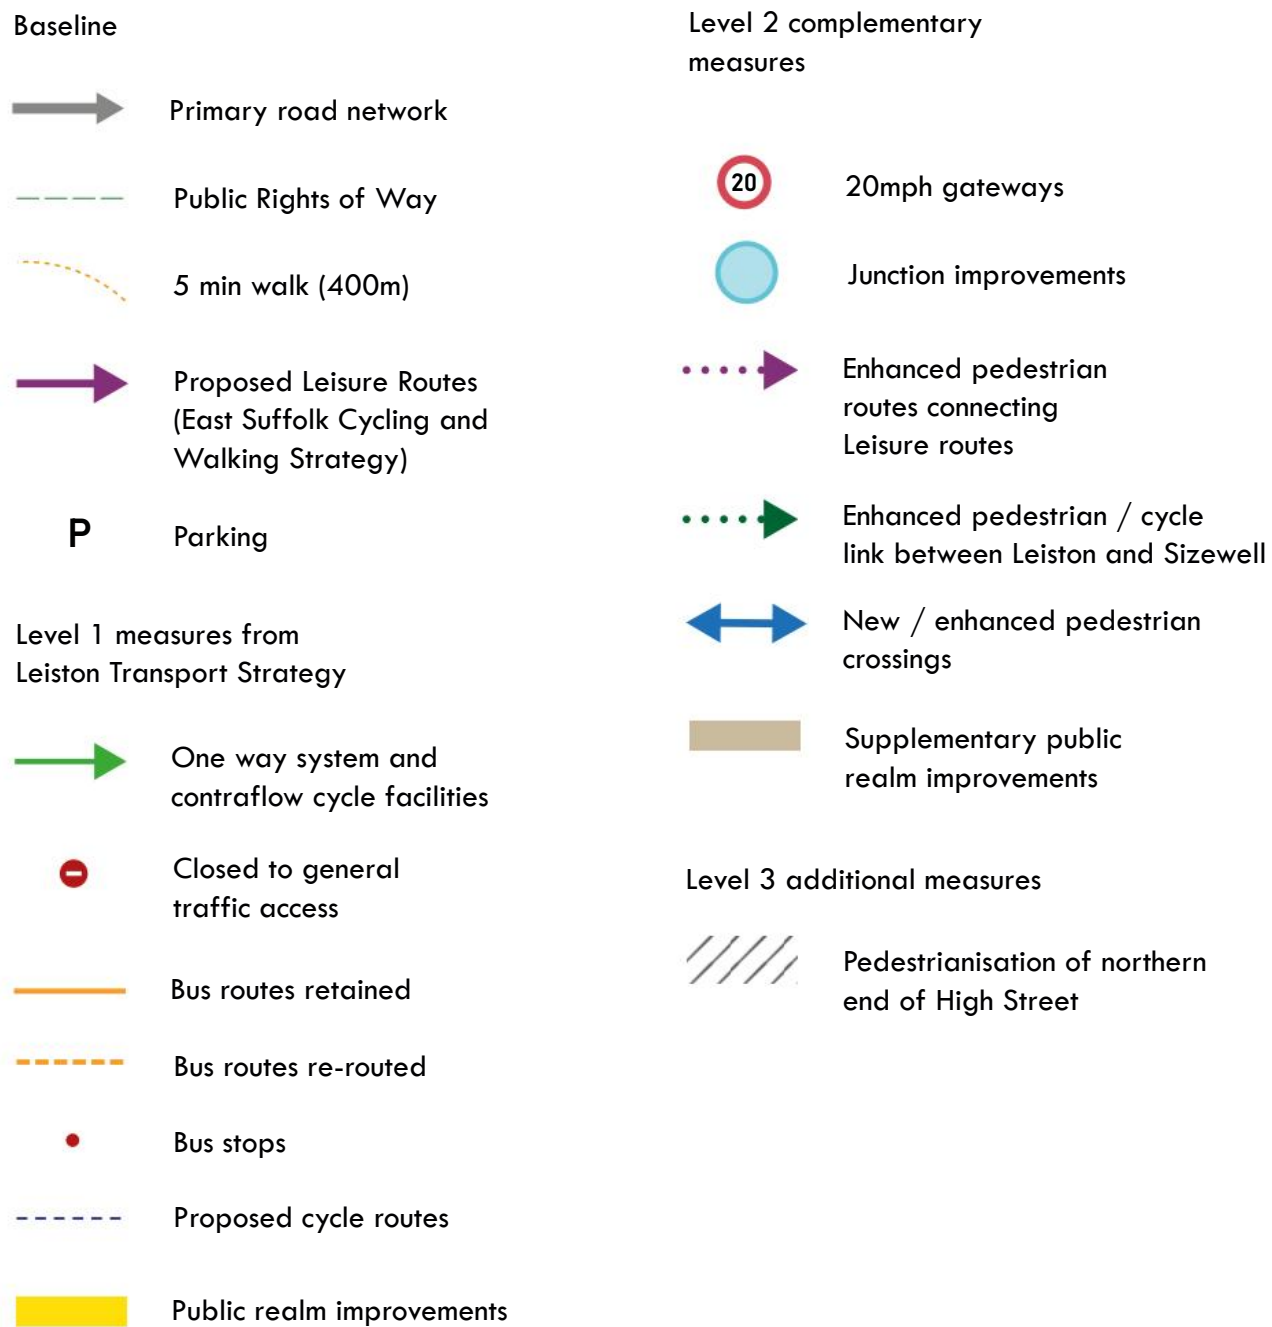 Baseline
Primary road network
Public Rights of Way
5 min walk (400m)
Proposed Leisure Routes
(East Suffolk Cycling and
Walking Strategy)
P
Parking
Level 1 measures from
Leiston Transport Strategy
One way system and
contraflow cycle facilities
Closed to general
traffic access
Bus routes retained
Bus routes re-routed
Bus stops
Proposed cycle routes
Public realm improvements
Level 2 complementary
measures
20
20mph gateways
Junction improvements
Enhanced pedestrian
routes connecting
Leisure routes
Enhanced pedestrian / cycle
link between Leiston and Sizewell
New / enhanced pedestrian
crossings
Supplementary public
realm improvements
Level 3 additional measures
Pedestrianisation of northern
end of High Street